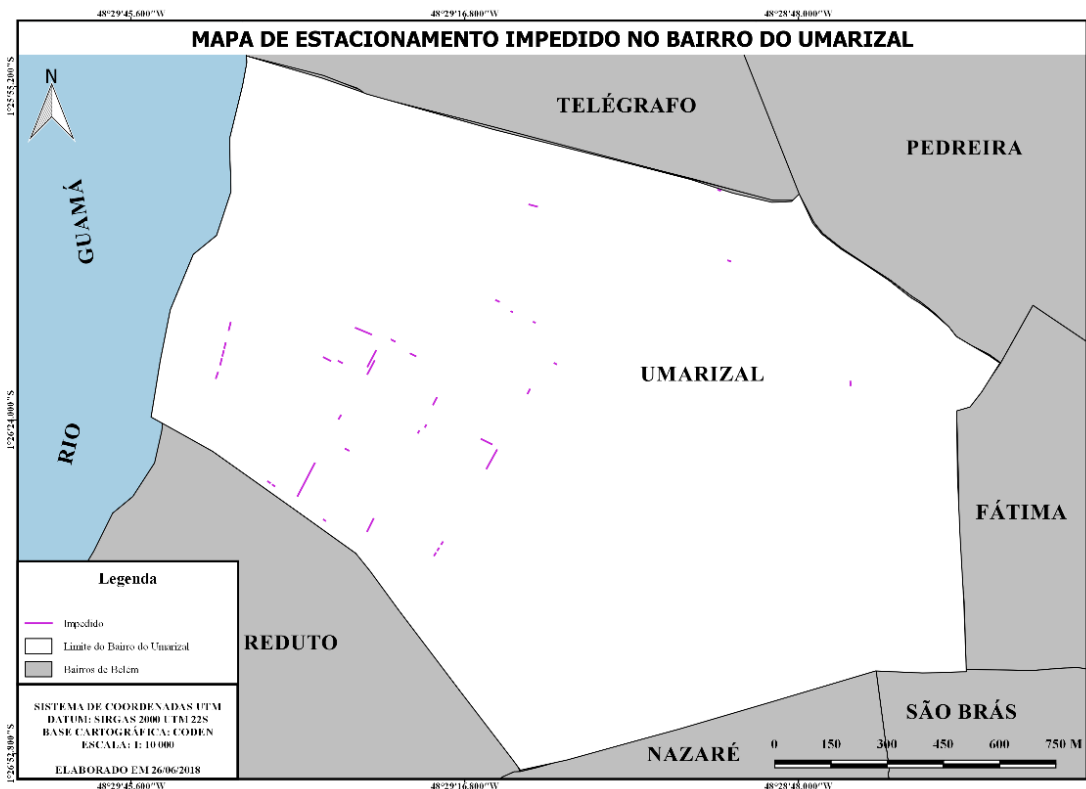 48°29'45.600"W
48°29'16.800"W
48°28'48.000"W
MAPA DE ESTACIONAMENTO IMPEDIDO NO BAIRRO DO UMARIZAL
N
1°25'55.200"S
TELÉGRAFO
PEDREIRA
GUAMÁ
RIO
UMARIZAL
1°26'24.000"S
FÁTIMA
Legenda
Impedido
Limite do Bairro do Umarizal
Bairros de Belém
REDUTO
SISTEMA DE COORDENADAS UTM
DATUM: SIRGAS 2000 UTM 22S
BASE CARTOGRÁFICA: CODEN
ESCALA: 1: 10 000
ELABORADO EM 26/06/2018
SÃO BRÁS
NAZARÉ
0 150 300 450 600 750 M
1°26'52.800"S
48°29'45.600"W
48°29'16.800"W
48°28'48.000"W